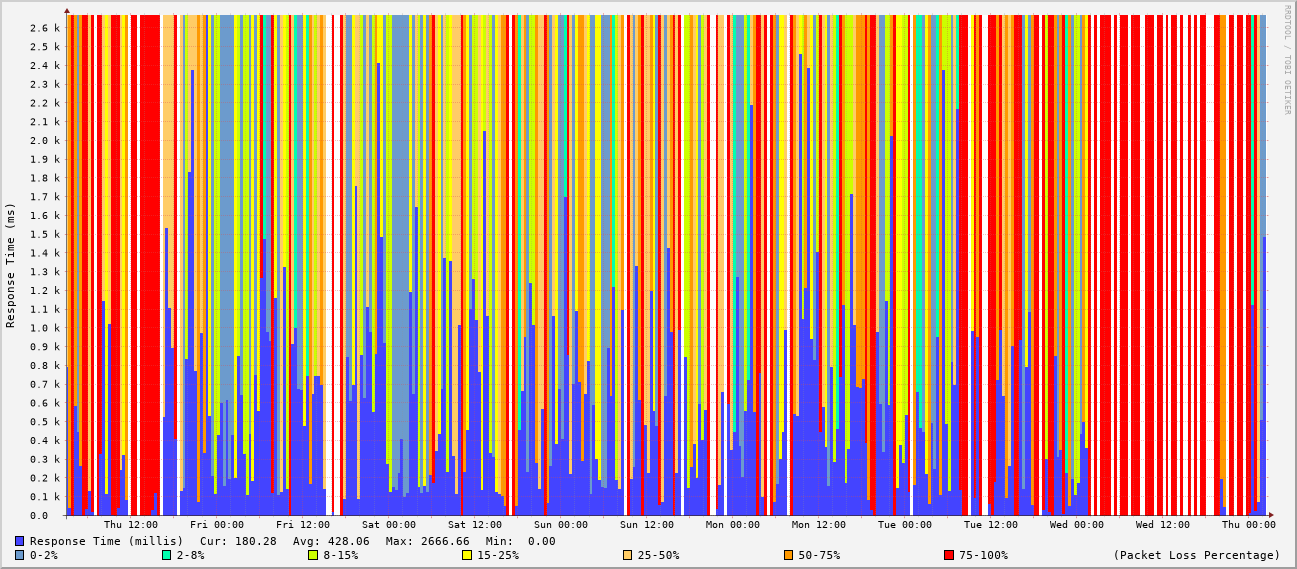 RRDTOOL / TOBI OETIKER
Response Time (ms)
2.6 k
2.5 k
2.4 k
2.3 k
2.2 k
2.1 k
2.0 k
1.9 k
1.8 k
1.7 k
1.6 k
1.5 k
1.4 k
1.3 k
1.2 k
1.1 k
1.0 k
0.9 k
0.8 k
0.7 k
0.6 k
0.5 k
0.4 k
0.3 k
0.2 k
0.1 k
0.0
Thu 12:00 Fri 00:00 Fri 12:00 Sat 00:00 Sat 12:00 Sun 00:00 Sun 12:00 Mon 00:00 Mon 12:00 Tue 00:00 Tue 12:00 Wed 00:00 Wed 12:00 Thu 00:00
Response Time (millis) Cur: 180.28 Avg: 428.06 Max: 2666.66 Min: 0.00
0-2% 2-8% 8-15% 15-25% 25-50% 50-75% 75-100% (Packet Loss Percentage)